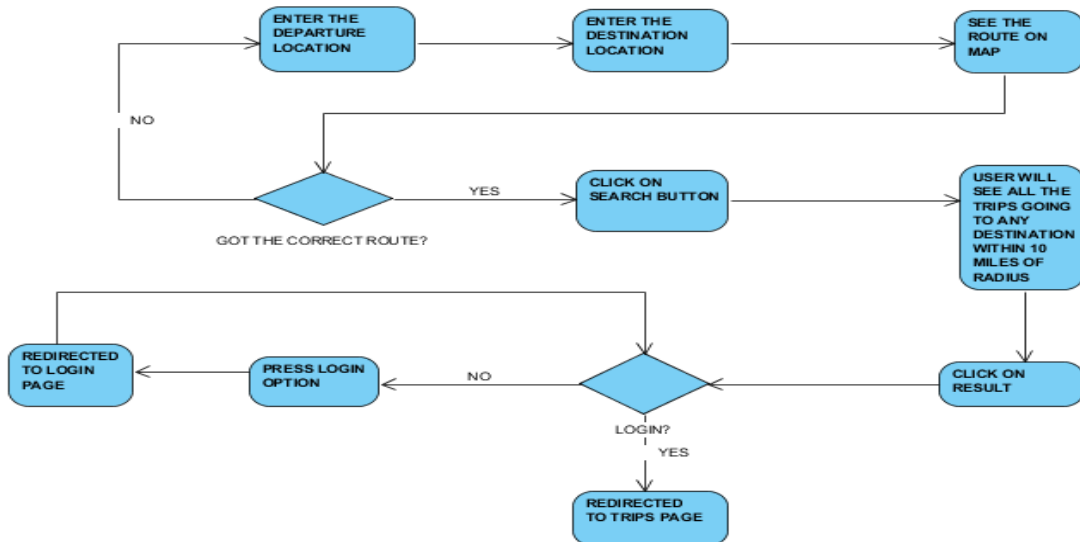 ENTER THE
DEPARTURE
LOCATION
ENTER THE
DESTINATION
LOCATION
SEE THE
ROUTE ON
MAP
NO
YES
CLICK ON
SEARCH BUTTON
USER WILL
SEE ALL THE
TRIPS GOING
TO ANY
DESTINATION
WITHIN 10
MILES OF
RADIUS
GOT THE CORRECT ROUTE?
REDIRECTED
TO LOGIN
PAGE
PRESS LOGIN
OPTION
NO
CLICK ON
RESULT
LOGIN?
YES
REDIRECTED
TO TRIPS PAGE